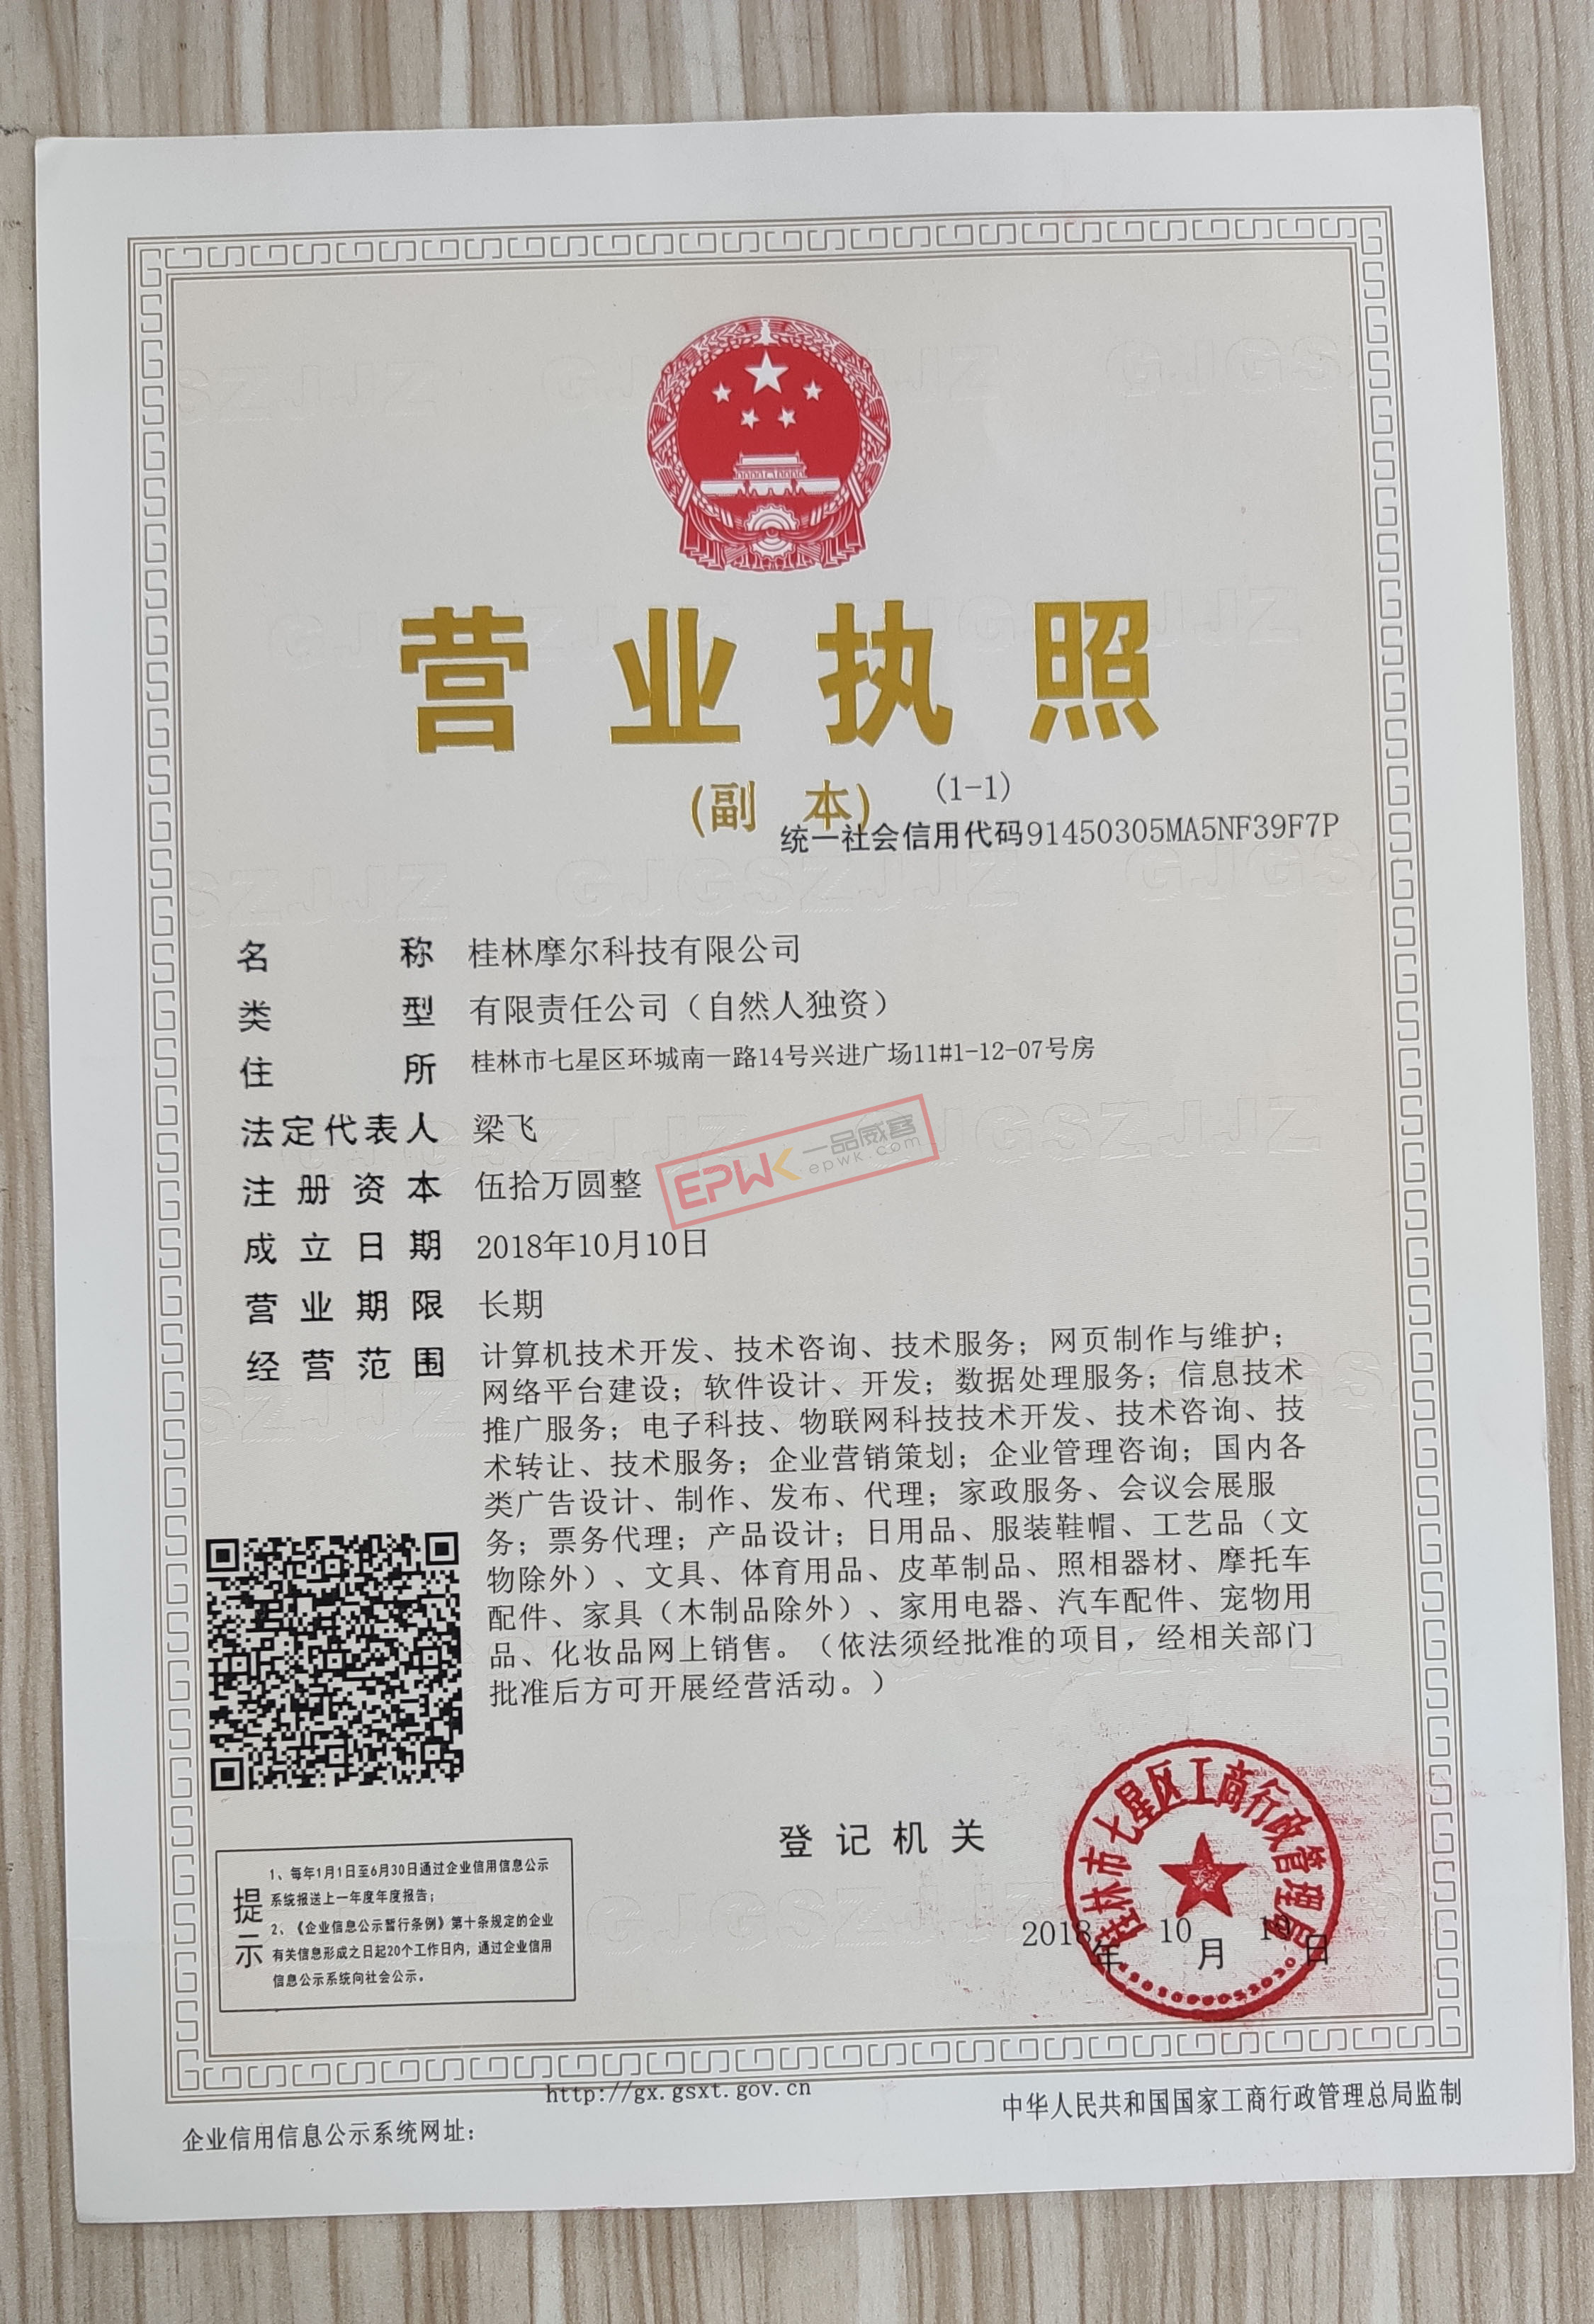 营业执照
(副 本) (1-1)
统一社会信用代码91450305MA5NF39F7P
名称 桂林摩尔科技有限公司
类型 有限责任公司（自然人独资）
住所 桂林市七星区环城南一路14号兴进广场11#1-12-07号房
法定代表人 梁飞
EPWK一品威客
epwk.com
注册资本 伍拾万圆整
成立日期 2018年10月10日
营业期限 长期
经营范围 计算机技术开发、技术咨询、技术服务；网页制作与维护；
网络平台建设；软件设计、开发；数据处理服务；信息技术
推广服务；电子科技、物联网科技技术开发、技术咨询、技
术转让、技术服务；企业营销策划；企业管理咨询；国内各
类广告设计、制作、发布、代理；家政服务、会议会展服
务；票务代理；产品设计；日用品、服装鞋帽、工艺品（文
物除外）、文具、体育用品、皮革制品、照相器材、摩托车
配件、家具（木制品除外）、家用电器、汽车配件、宠物用
品、化妆品网上销售。（依法须经批准的项目，经相关部门
批准后方可开展经营活动。）
登记机关
桂林市七星区工商行政管理局
2018年10月10日
提示
1、每年1月1日至6月30日通过企业信用信息公示
系统报送上一年度年度报告；
2、《企业信息公示暂行条例》第十条规定的企业
有关信息形成之日起20个工作日内，通过企业信用
信息公示系统向社会公示。
http://gx.gsxt.gov.cn
企业信用信息公示系统网址：
中华人民共和国国家工商行政管理总局监制